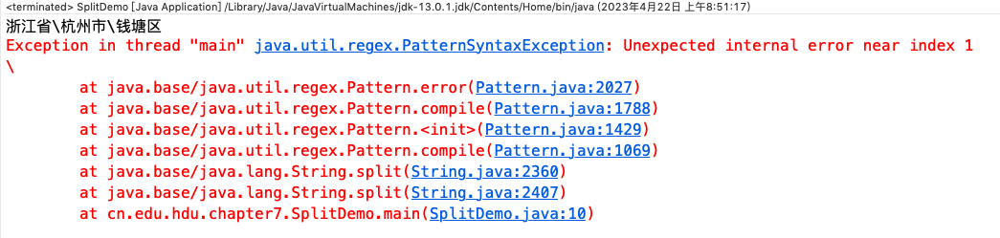 <terminated> SplitDemo [Java Application] /Library/Java/JavaVirtualMachines/jdk-13.0.1.jdk/Contents/Home/bin/java (2023年4月22日 上午8:51:17)
浙江省\杭州市\钱塘区
Exception in thread "main" java.util.regex.PatternSyntaxException: Unexpected internal error near index 1
\
at java.base/java.util.regex.Pattern.error(Pattern.java:2027)
at java.base/java.util.regex.Pattern.compile(Pattern.java:1788)
at java.base/java.util.regex.Pattern.<init>(Pattern.java:1429)
at java.base/java.util.regex.Pattern.compile(Pattern.java:1069)
at java.base/java.lang.String.split(String.java:2360)
at java.base/java.lang.String.split(String.java:2407)
at cn.edu.hdu.chapter7.SplitDemo.main(SplitDemo.java:10)